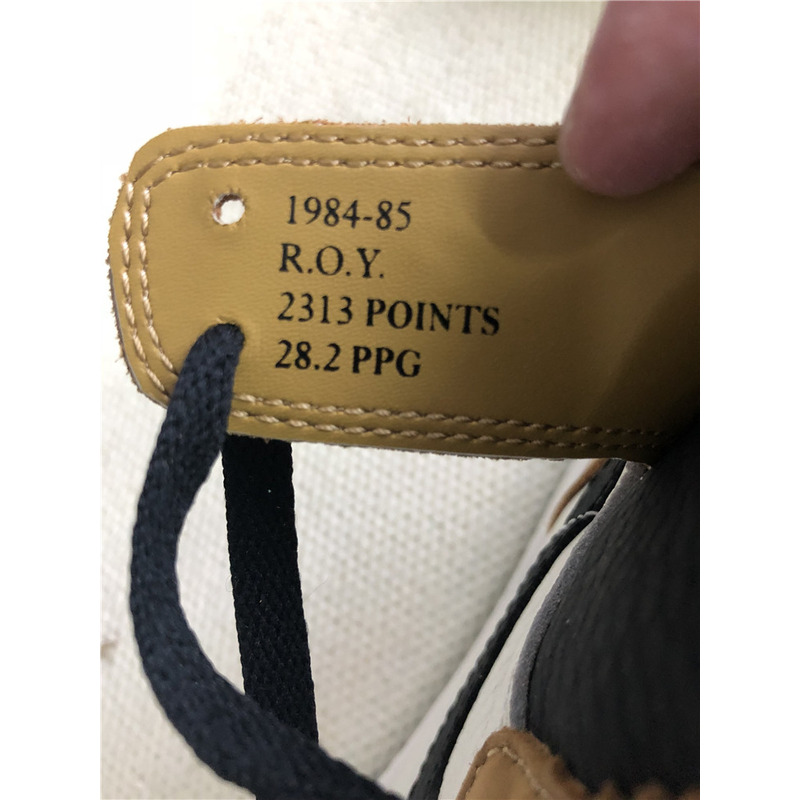 1984-85
R.O.Y.
2313 POINTS
28.2 PPG